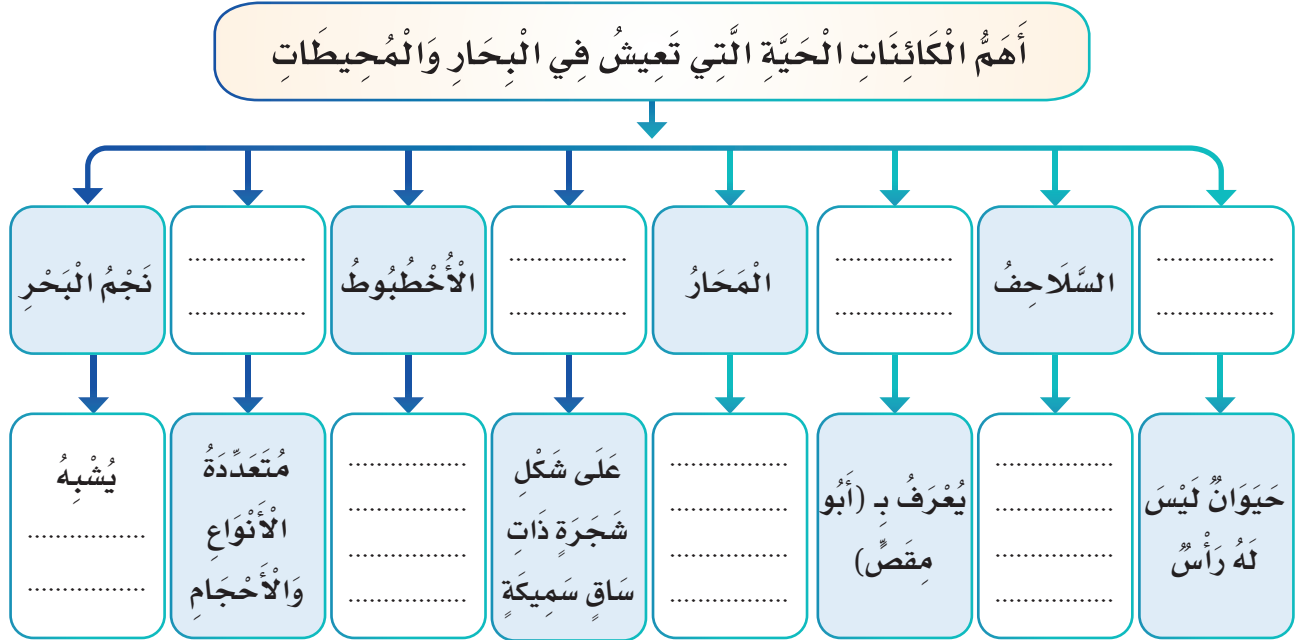 أَهَمُّ الْكَائِنَاتِ الْحَيَّةِ الَّتِي تَعِيشُ فِي الْبِحَارِ وَالْمُحِيطَاتِ
..................
..................
السَّلَاحِفُ
..................
..................
الْمَحَارُ
..................
..................
الْأُخْطُبُوطُ
..................
..................
نَجْمُ الْبَحْرِ
حَيَوَانٌ لَيْسَ
لَهُ رَأْسٌ
..................
..................
..................
..................
يُعْرَفُ بِـ (أَبُو
مِقَصٍّ)
..................
..................
..................
..................
عَلَى شَكْلِ
شَجَرَةٍ ذَاتِ
سَاقٍ سَمِيكَةٍ
..................
..................
..................
..................
مُتَعَدِّدَةُ
الْأَنْوَاعِ
وَالْأَحْجَامِ
يُشْبِهُ
..................
..................